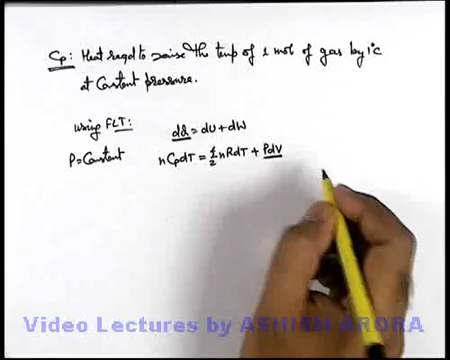 Cp: Heat reqd to raise the temp of 1 mol of gas by 1°C
at Constant pressure.
using FLT: dQ = dU + dW
P = Constant nCpdT = f/2 nRdT + PdV
Video Lectures by ASHISH ARORA